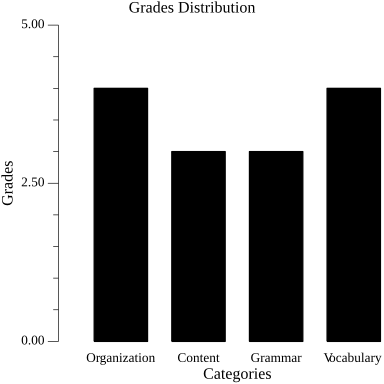 Grades Distribution
5.00
2.50
0.00
Grades
Organization Content Grammar Vocabulary
Categories